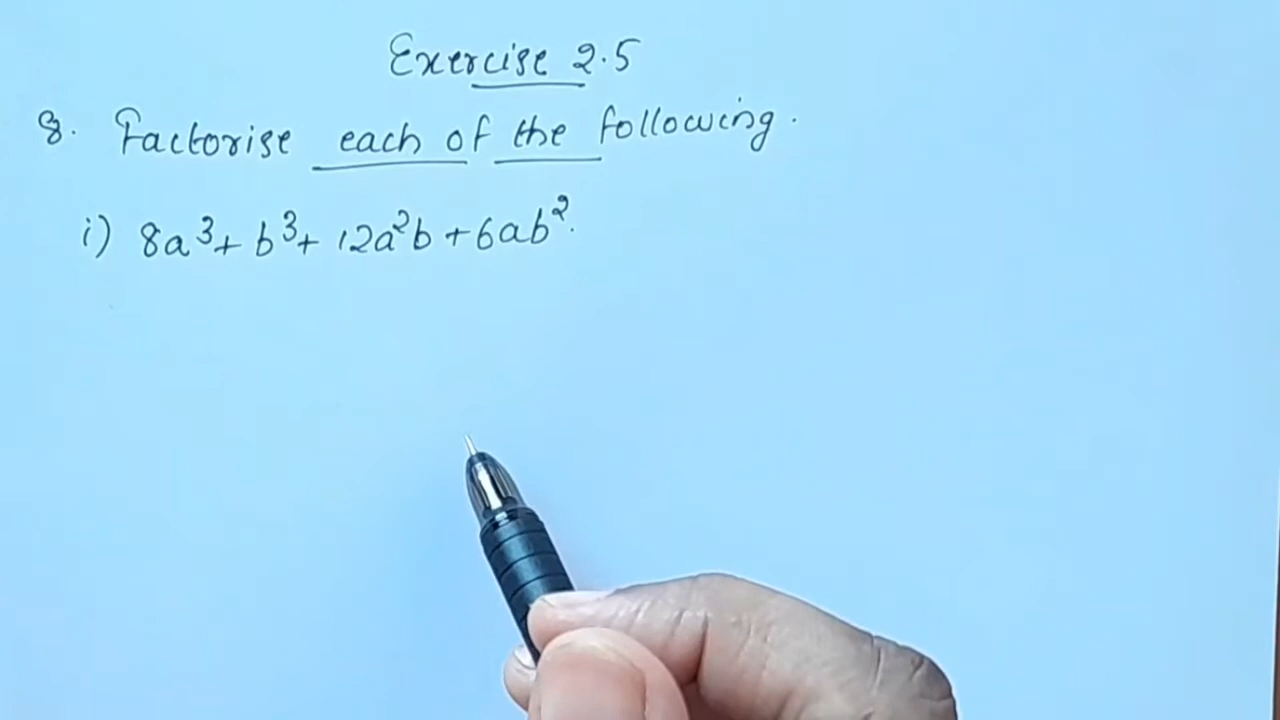 Exercise 2.5
8. Factorise each of the following.
i) 8a³ + b³ + 12a²b + 6ab².